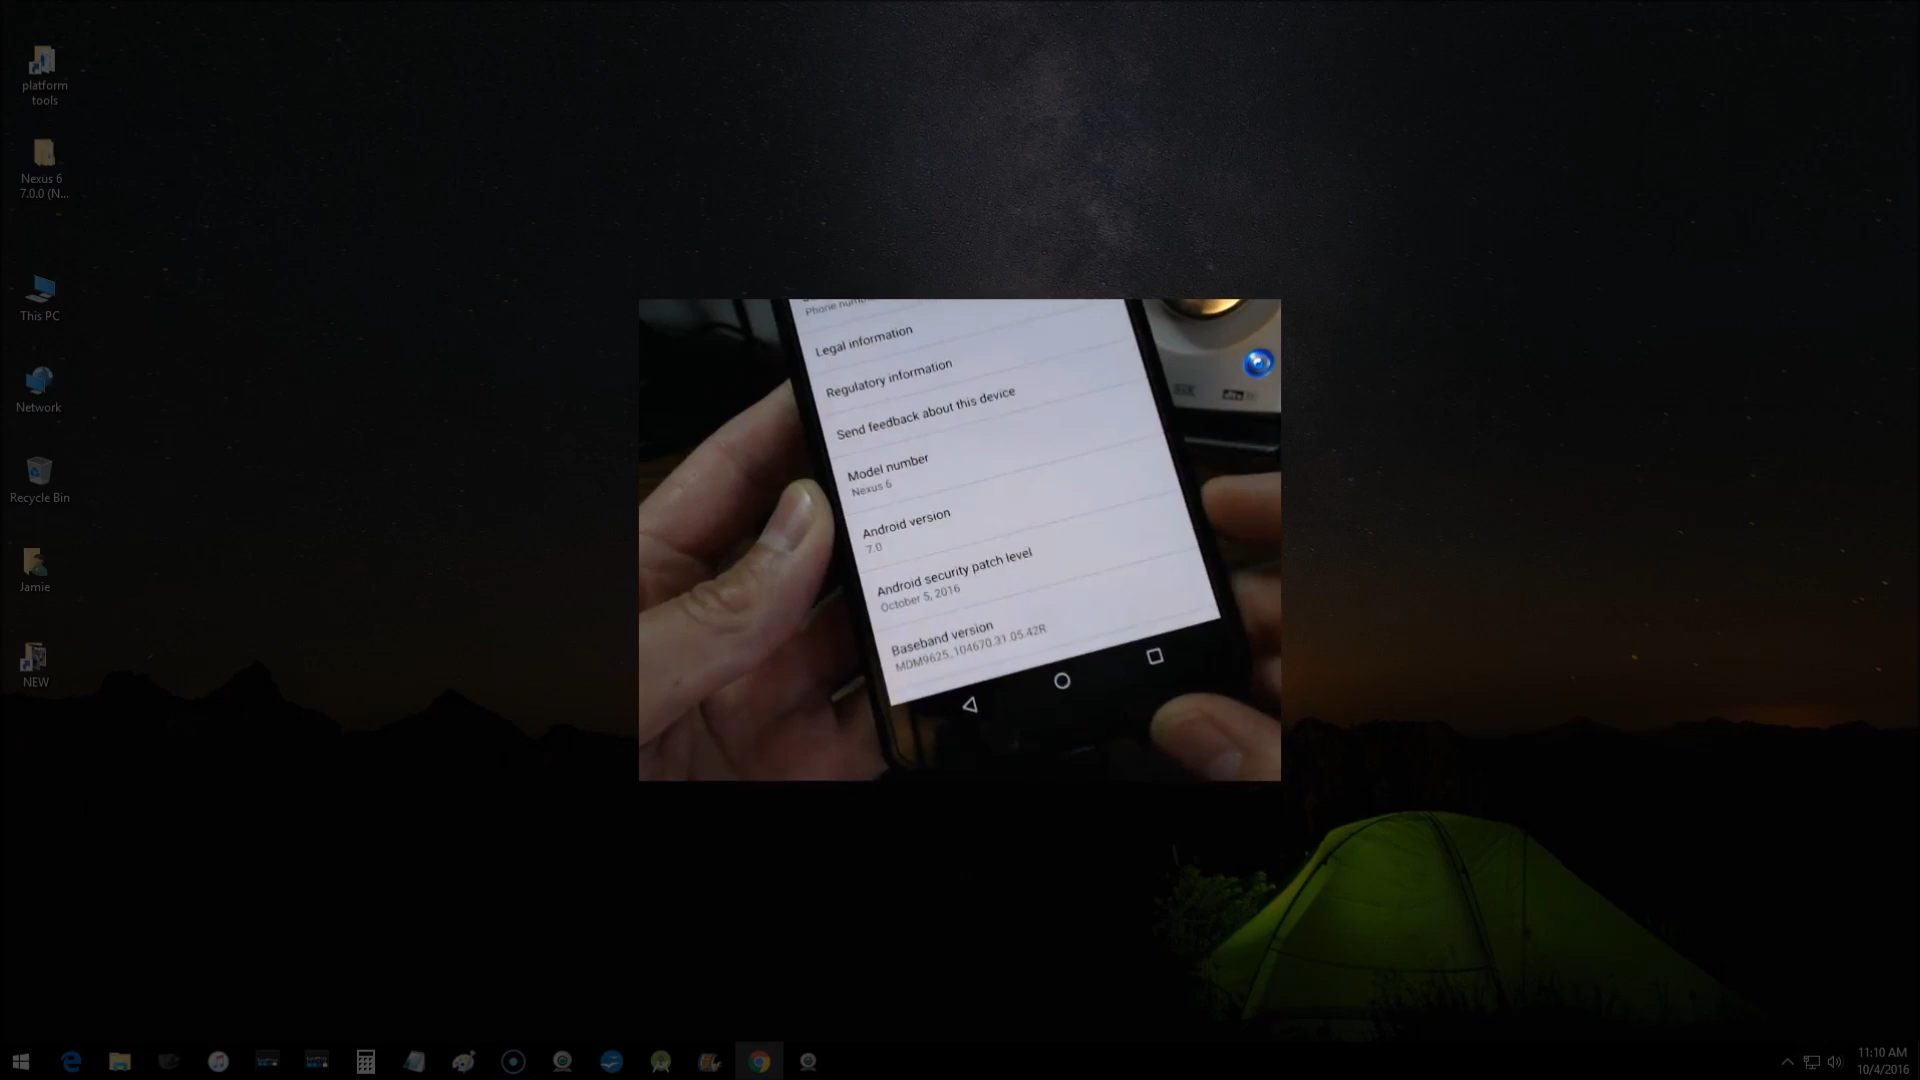 platform
tools
Nexus 6
7.0.0 (N...
This PC
Network
Recycle Bin
Jamie
NEW
Legal information
Regulatory information
Send feedback about this device
Model number
Nexus 6
Android version
7.0
Android security patch level
October 5, 2016
Baseband version
MDM9625_104670.31.05.42R
dts
11:10 AM
10/4/2016